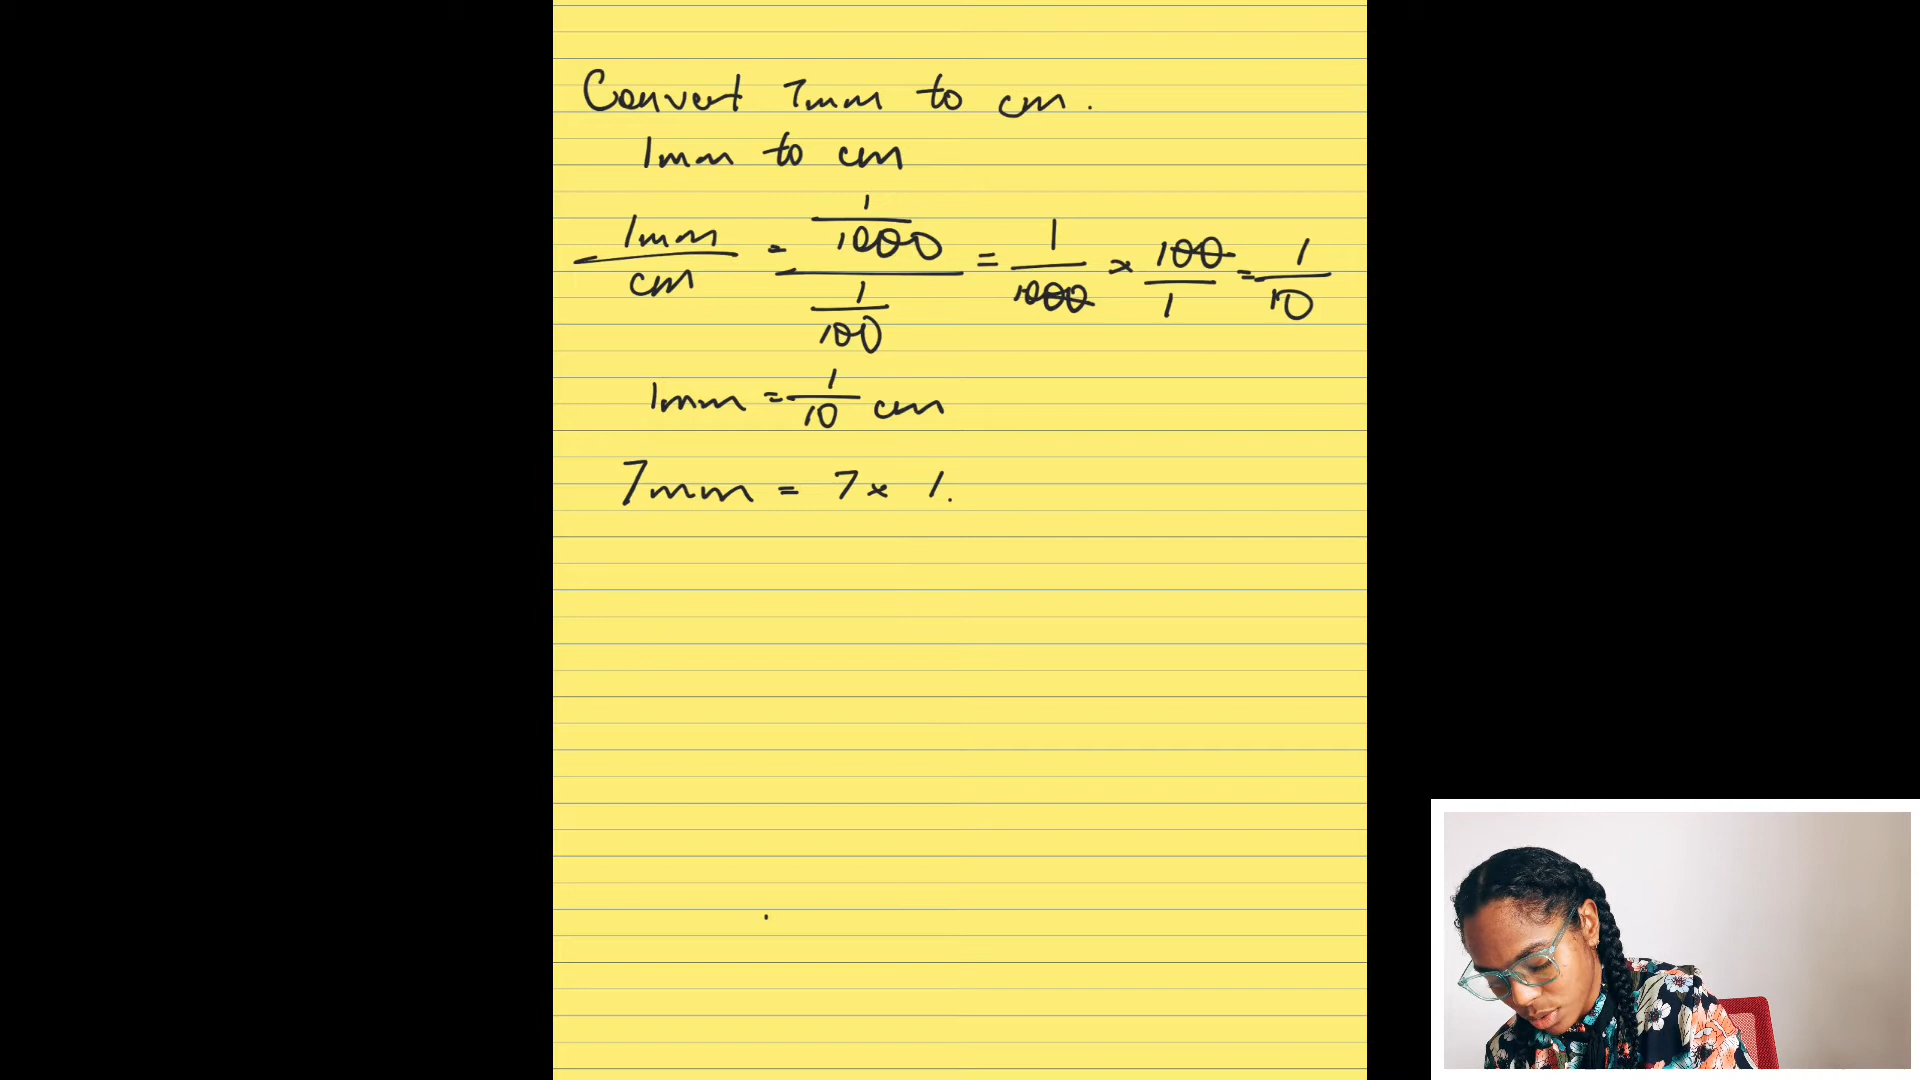 Convert 7mm to cm.
1mm to cm
1mm/cm = (1/1000)/(1/100) = 1/1000 × 100/1 = 1/10
1mm = 1/10 cm
7mm = 7 × 1.